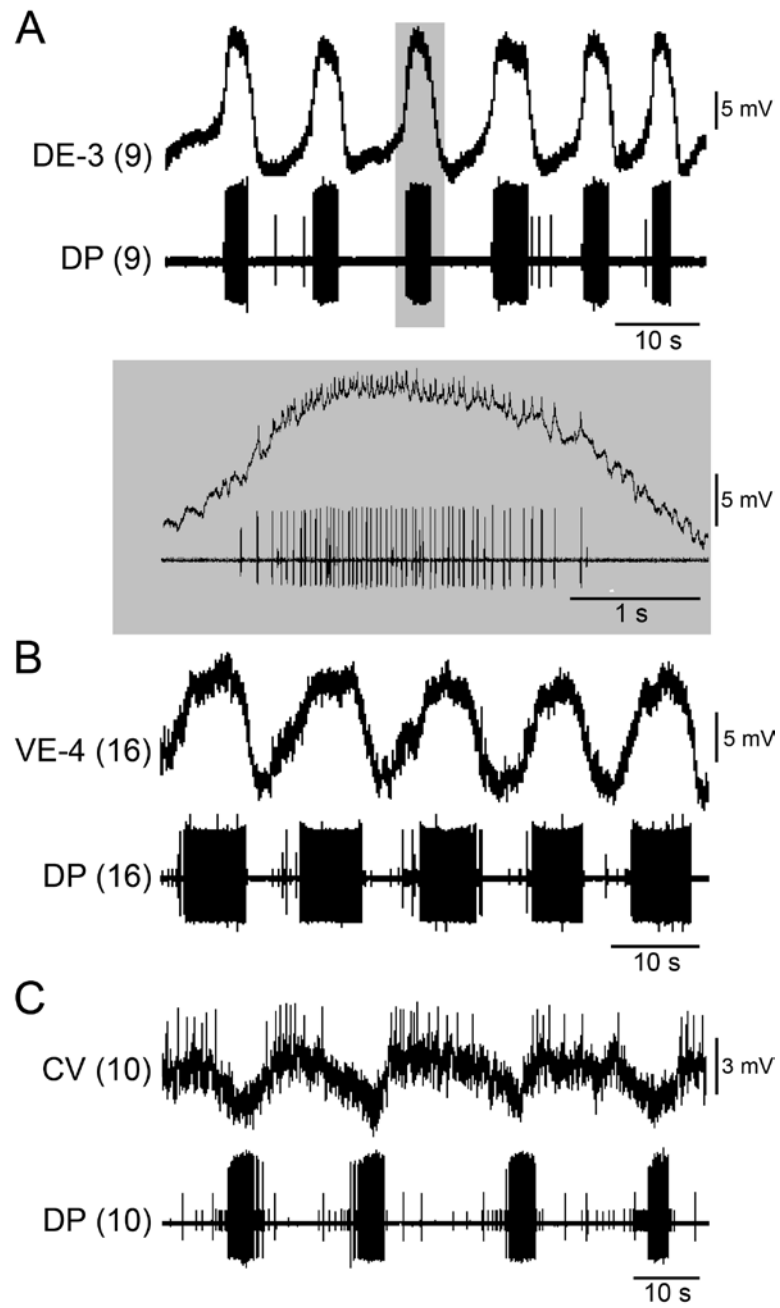 A
5 mV
DE-3 (9)
DP (9)
10 s
5 mV
1 s
B
VE-4 (16)
5 mV
DP (16)
10 s
C
CV (10)
3 mV
DP (10)
10 s